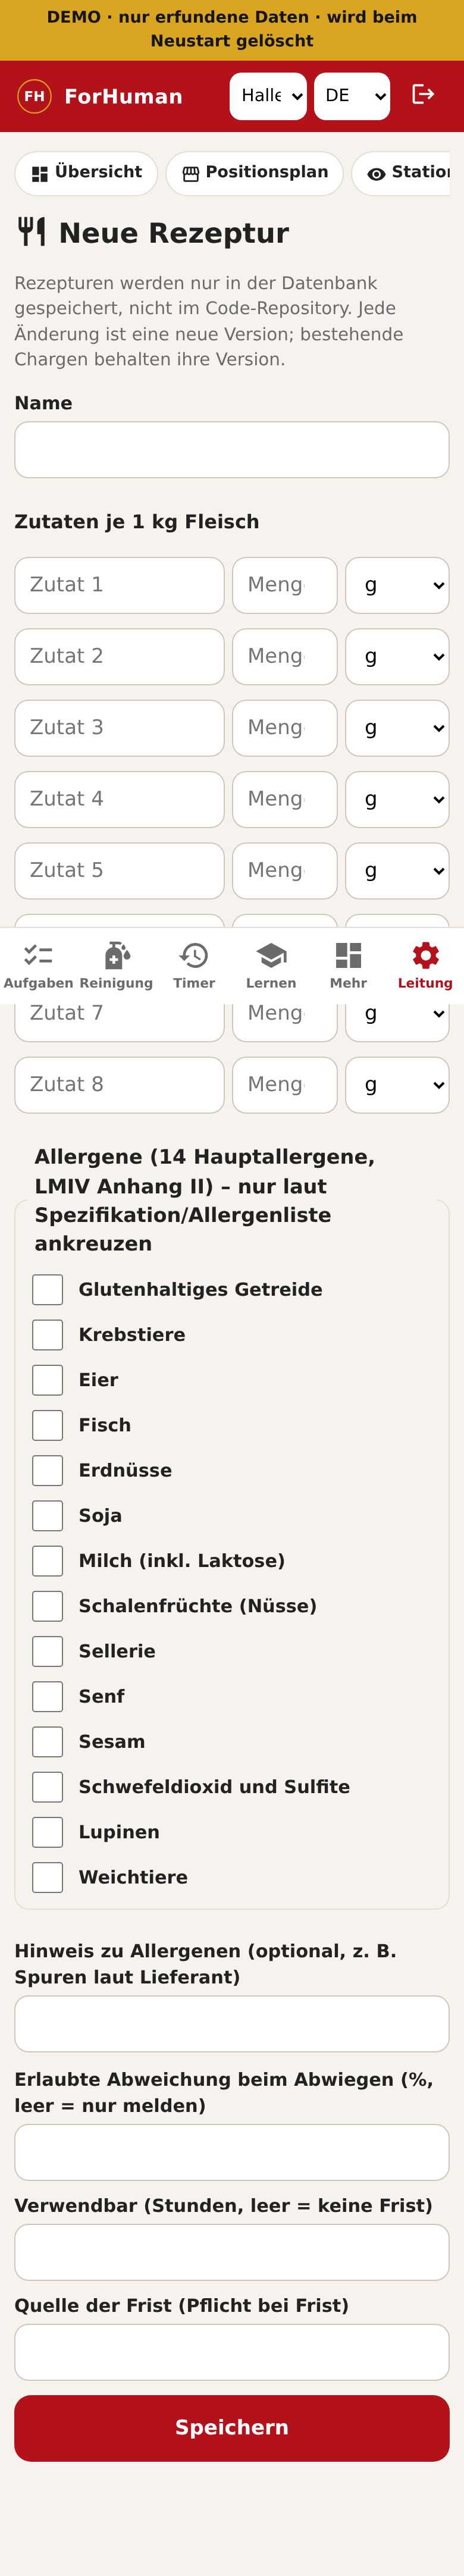 DEMO · nur erfundene Daten · wird beim
Neustart gelöscht
FH ForHuman Halle DE
Übersicht Positionsplan Station
Neue Rezeptur
Rezepturen werden nur in der Datenbank
gespeichert, nicht im Code-Repository. Jede
Änderung ist eine neue Version; bestehende
Chargen behalten ihre Version.
Name
Zutaten je 1 kg Fleisch
Zutat 1 Meng g
Zutat 2 Meng g
Zutat 3 Meng g
Zutat 4 Meng g
Zutat 5 Meng g
Aufgaben Reinigung Timer Lernen Mehr Leitung
Zutat 7 Meng g
Zutat 8 Meng g
Allergene (14 Hauptallergene,
LMIV Anhang II) – nur laut
Spezifikation/Allergenliste
ankreuzen
Glutenhaltiges Getreide
Krebstiere
Eier
Fisch
Erdnüsse
Soja
Milch (inkl. Laktose)
Schalenfrüchte (Nüsse)
Sellerie
Senf
Sesam
Schwefeldioxid und Sulfite
Lupinen
Weichtiere
Hinweis zu Allergenen (optional, z. B.
Spuren laut Lieferant)
Erlaubte Abweichung beim Abwiegen (%,
leer = nur melden)
Verwendbar (Stunden, leer = keine Frist)
Quelle der Frist (Pflicht bei Frist)
Speichern